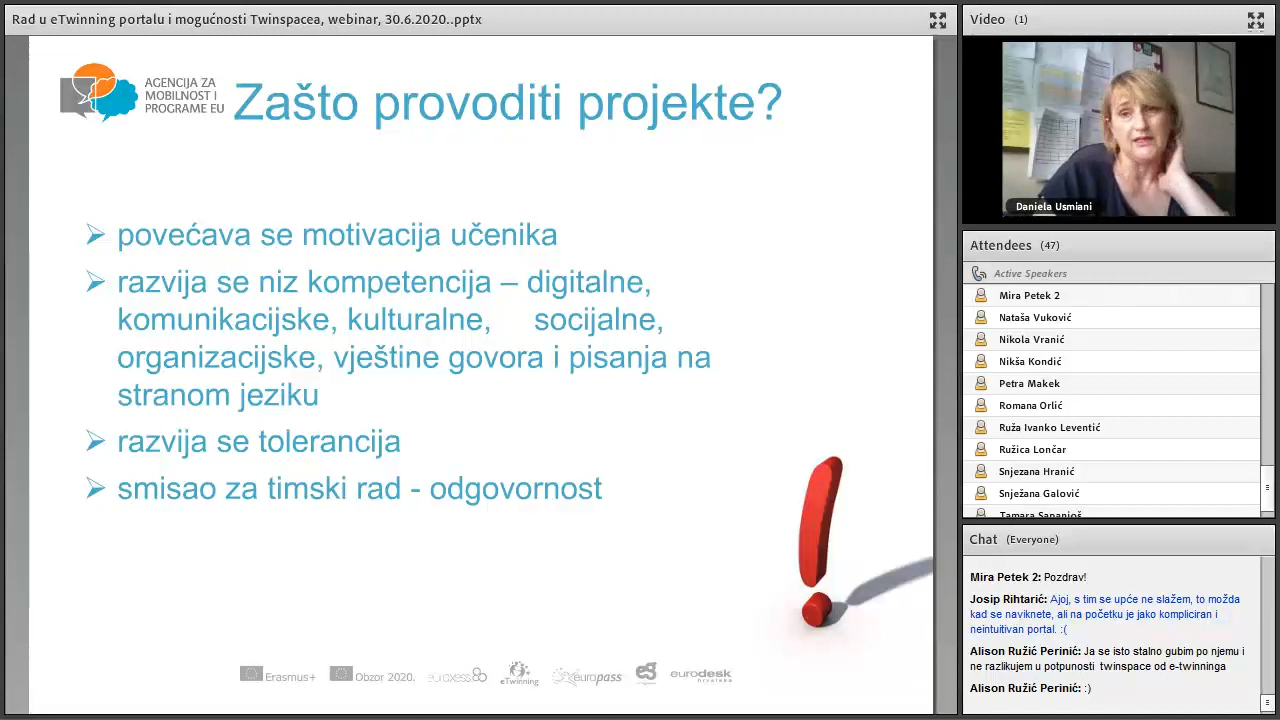 Rad u eTwinning portalu i mogućnosti Twinspacea, webinar, 30.6.2020..pptx
AGENCIJA ZA
MOBILNOST I
PROGRAME EU
Zašto provoditi projekte?
povećava se motivacija učenika
razvija se niz kompetencija – digitalne,
komunikacijske, kulturalne, socijalne,
organizacijske, vještine govora i pisanja na
stranom jeziku
razvija se tolerancija
smisao za timski rad - odgovornost
Erasmus+
Obzor 2020.
euraxess
eTwinning
europass
eurodesk
hrvatska
Video (1)
Daniela Usmiani
Attendees (47)
Active Speakers
Mira Petek 2
Nataša Vuković
Nikola Vranić
Nikša Kondić
Petra Makek
Romana Orlić
Ruža Ivanko Leventić
Ružica Lončar
Snjezana Hranić
Snježana Galović
Chat (Everyone)
Mira Petek 2: Pozdrav!
Josip Rihtarić: Ajoj, s tim se upće ne slažem, to možda
kad se naviknete, ali na početku je jako kompliciran i
neintuitivan portal. :(
Alison Ružić Perinić: Ja se isto stalno gubim po njemu i
ne razlikujem u potpunosti twinspace od e-twinninga
Alison Ružić Perinić: :)